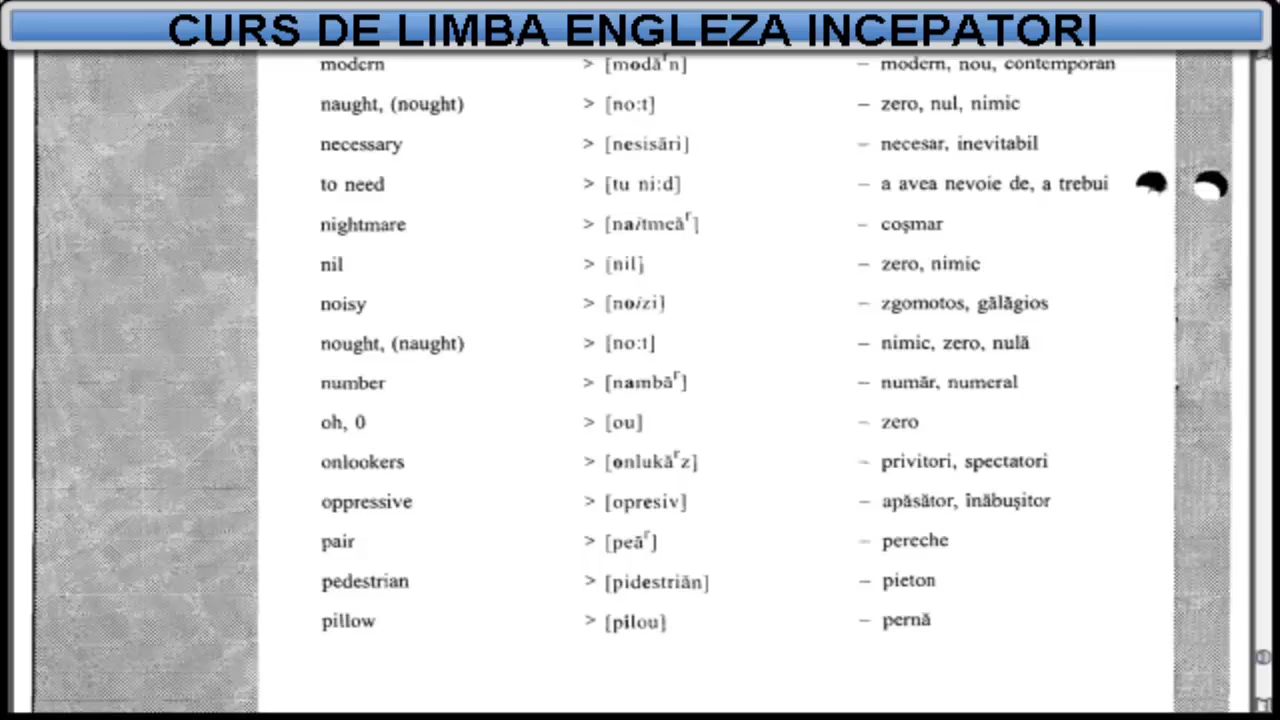 CURS DE LIMBA ENGLEZA INCEPATORI
modern > [modăʳn] – modern, nou, contemporan
naught, (nought) > [no:t] – zero, nul, nimic
necessary > [nesisări] – necesar, inevitabil
to need > [tu ni:d] – a avea nevoie de, a trebui
nightmare > [naitmeăʳ] – coşmar
nil > [nil] – zero, nimic
noisy > [noizi] – zgomotos, gălăgios
nought, (naught) > [no:t] – nimic, zero, nulă
number > [nambăʳ] – număr, numeral
oh, 0 > [ou] – zero
onlookers > [onlukăʳz] – privitori, spectatori
oppressive > [opresiv] – apăsător, înăbuşitor
pair > [peăʳ] – pereche
pedestrian > [pidestriăn] – pieton
pillow > [pilou] – pernă